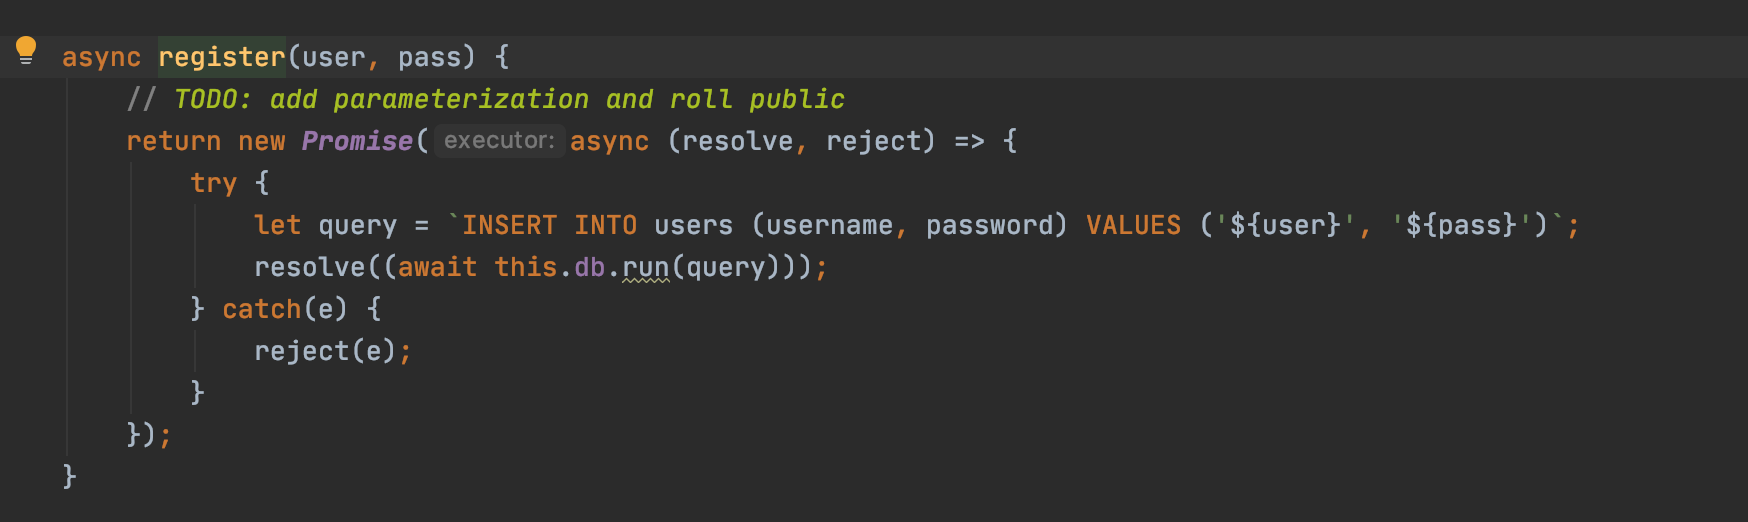 async register(user, pass) {
// TODO: add parameterization and roll public
return new Promise( executor: async (resolve, reject) => {
try {
let query = `INSERT INTO users (username, password) VALUES ('${user}', '${pass}')`;
resolve((await this.db.run(query)));
} catch(e) {
reject(e);
}
});
}